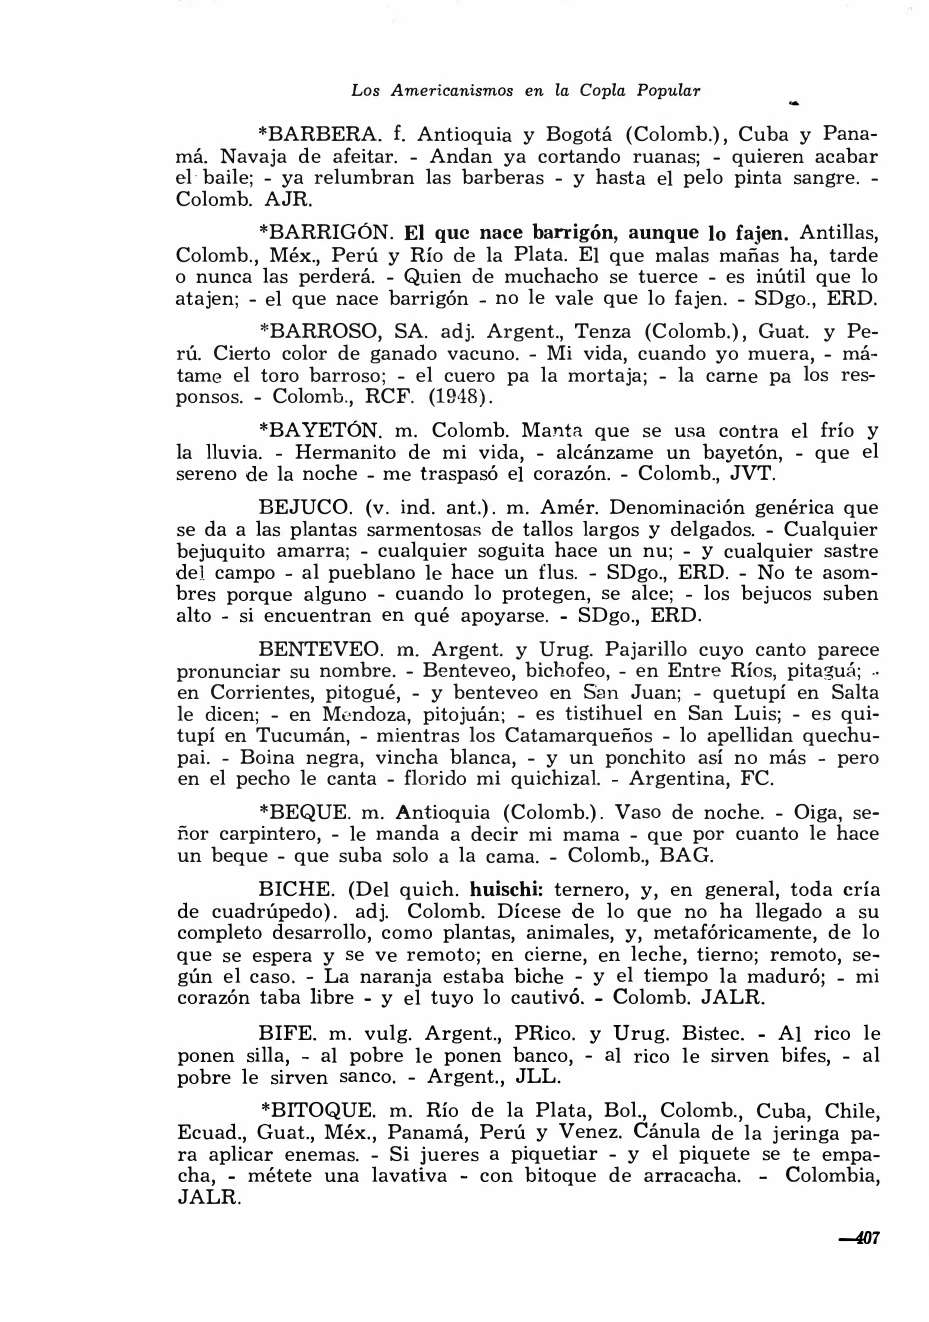 Los Americanismos en la Copla Popular
*BARBERA. f. Antioquia y Bogotá (Colomb.), Cuba y Pana-
má. Navaja de afeitar. - Andan ya cortando ruanas; - quieren acabar
el baile; - ya relumbran las barberas - y hasta el pelo pinta sangre. -
Colomb. AJR.
*BARRIGÓN. El que nace barrigón, aunque lo fajen. Antillas,
Colomb., Méx., Perú y Río de la Plata. El que malas mañas ha, tarde
o nunca las perderá. - Quien de muchacho se tuerce - es inútil que lo
atajen; - el que nace barrigón - no le vale que lo fajen. - SDgo., ERD.
*BARROSO, SA. adj. Argent., Tenza (Colomb.), Guat. y Pe-
rú. Cierto color de ganado vacuno. - Mi vida, cuando yo muera, - má-
tame el toro barroso; - el cuero pa la mortaja; - la carne pa los res-
ponsos. - Colomb., RCF. (1948).
*BAYETÓN. m. Colomb. Manta que se usa contra el frío y
la lluvia. - Hermanito de mi vida, - alcánzame un bayetón, - que el
sereno de la noche - me traspasó el corazón. - Colomb., JVT.
BEJUCO. (v. ind. ant.). m. Amér. Denominación genérica que
se da a las plantas sarmentosas de tallos largos y delgados. - Cualquier
bejuquito amarra; - cualquier soguita hace un nu; - y cualquier sastre
del campo - al pueblano le hace un flus. - SDgo., ERD. - No te asom-
bres porque alguno - cuando lo protegen, se alce; - los bejucos suben
alto - si encuentran en qué apoyarse. - SDgo., ERD.
BENTEVEO. m. Argent. y Urug. Pajarillo cuyo canto parece
pronunciar su nombre. - Benteveo, bichofeo, - en Entre Ríos, pitaguá; -
en Corrientes, pitogué, - y benteveo en San Juan; - quetupí en Salta
le dicen; - en Mendoza, pitojuán; - es tistihuel en San Luis; - es qui-
tupí en Tucumán, - mientras los Catamarqueños - lo apellidan quechu-
pai. - Boina negra, vincha blanca, - y un ponchito así no más - pero
en el pecho le canta - florido mi quichizal. - Argentina, FC.
*BEQUE. m. Antioquia (Colomb.). Vaso de noche. - Oiga, se-
ñor carpintero, - le manda a decir mi mama - que por cuanto le hace
un beque - que suba solo a la cama. - Colomb., BAG.
BICHE. (Del quich. huischi: ternero, y, en general, toda cría
de cuadrúpedo). adj. Colomb. Dícese de lo que no ha llegado a su
completo desarrollo, como plantas, animales, y, metafóricamente, de lo
que se espera y se ve remoto; en cierne, en leche, tierno; remoto, se-
gún el caso. - La naranja estaba biche - y el tiempo la maduró; - mi
corazón taba libre - y el tuyo lo cautivó. - Colomb. JALR.
BIFE. m. vulg. Argent., PRico. y Urug. Bistec. - Al rico le
ponen silla, - al pobre le ponen banco, - al rico le sirven bifes, - al
pobre le sirven sanco. - Argent., JLL.
*BITOQUE. m. Río de la Plata, Bol., Colomb., Cuba, Chile,
Ecuad., Guat., Méx., Panamá, Perú y Venez. Cánula de la jeringa pa-
ra aplicar enemas. - Si jueres a piquetiar - y el piquete se te empa-
cha, - métete una lavativa - con bitoque de arracacha. - Colombia,
JALR.
—407